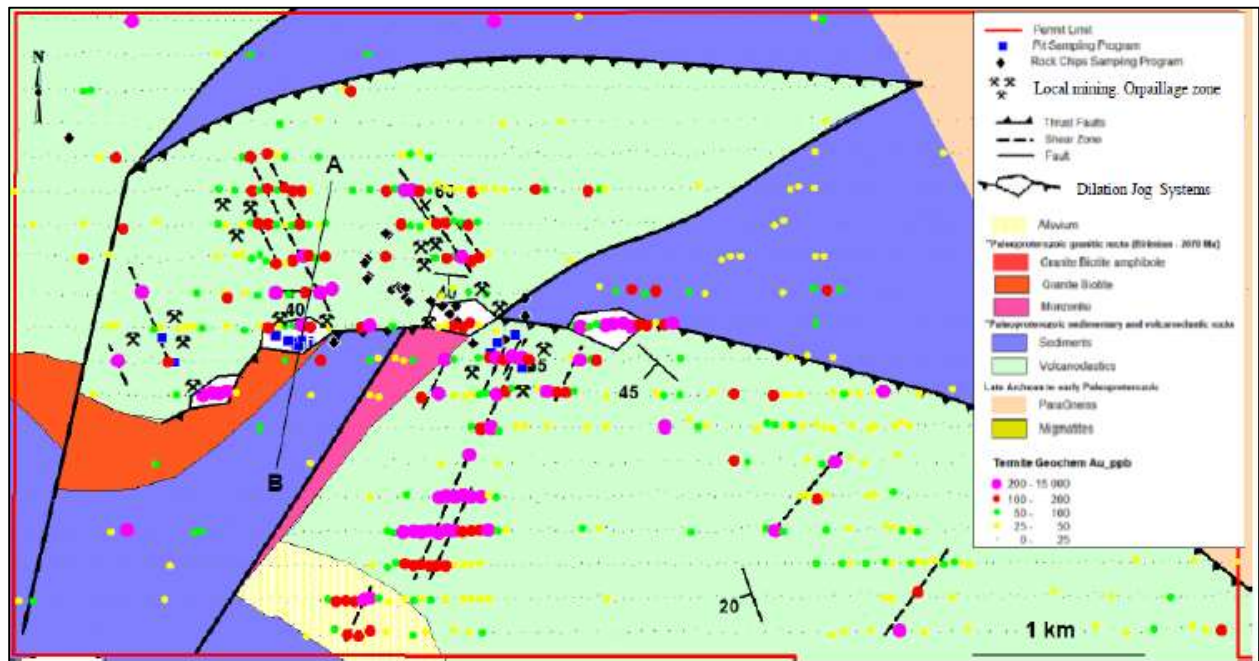 N
A
60
40
40
55
45
B
20
1 km
Permit Limit
Pit Sampling Program
Rock Chips Sampling Program
Local mining. Orpaillage zone
Thrust Faults
Shear Zone
Fault
Dilation Jog Systems
Alluvium
"Paleoproterozoic granitic rocks (Birimian - 2070 Ma)
Granite Biotite amphibole
Granite Biotite
Monzonite
"Paleoproterozoic sedimentary and volcanoclastic rocks
Sediments
Volcanoclastics
Late Archean to early Paleoproterozoic
ParaGneiss
Migmatites
Termite Geochem Au_ppb
200 - 15 000
100 - 200
50 - 100
25 - 50
0 - 25